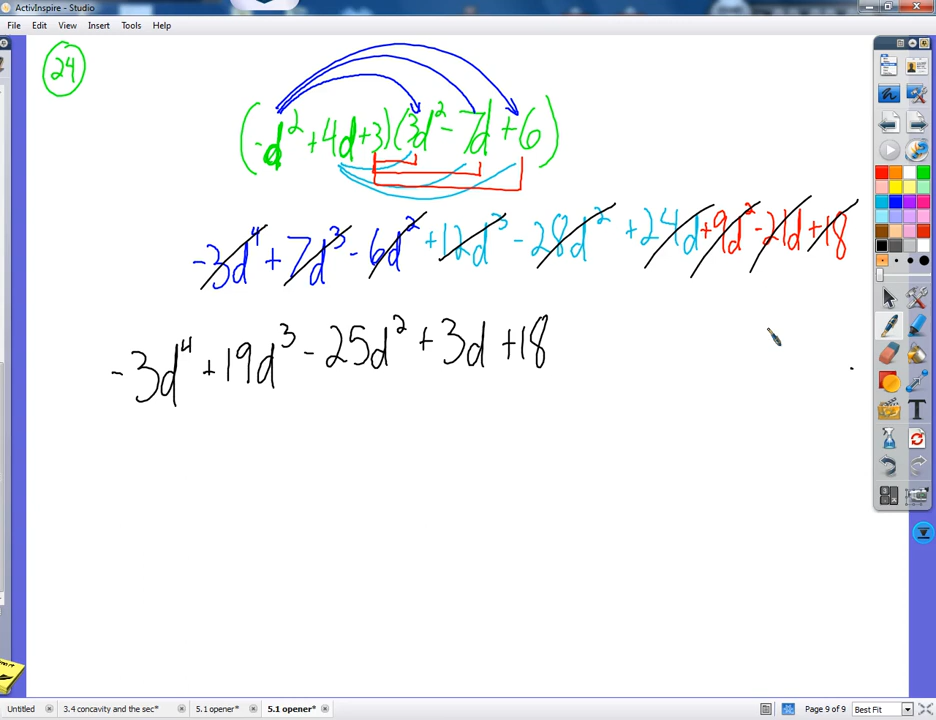 ActivInspire - Studio
File Edit View Insert Tools Help
24
(-d² + 4d + 3)(3d² - 7d + 6)
-3d⁴ + 7d³ - 6d² + 12d³ - 28d² + 24d + 9d² - 21d + 18
-3d⁴ + 19d³ - 25d² + 3d + 18
Untitled 3.4 concavity and the sec* 5.1 opener* 5.1 opener* Page 9 of 9 Best Fit